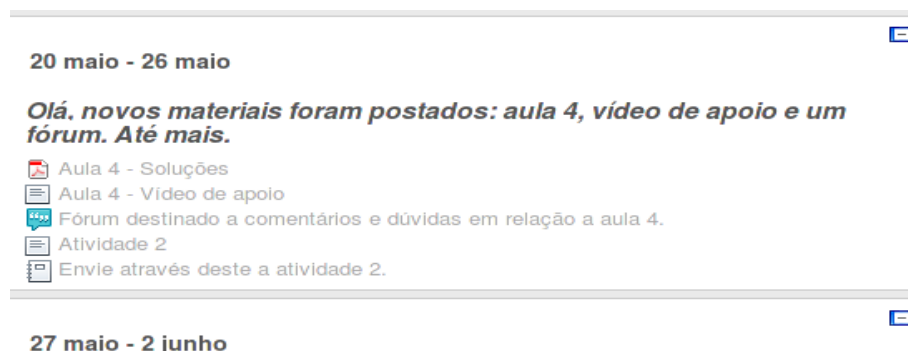 20 maio - 26 maio
Olá, novos materiais foram postados: aula 4, vídeo de apoio e um
fórum. Até mais.
Aula 4 - Soluções
Aula 4 - Vídeo de apoio
Fórum destinado a comentários e dúvidas em relação a aula 4.
Atividade 2
Envie através deste a atividade 2.
27 maio - 2 junho